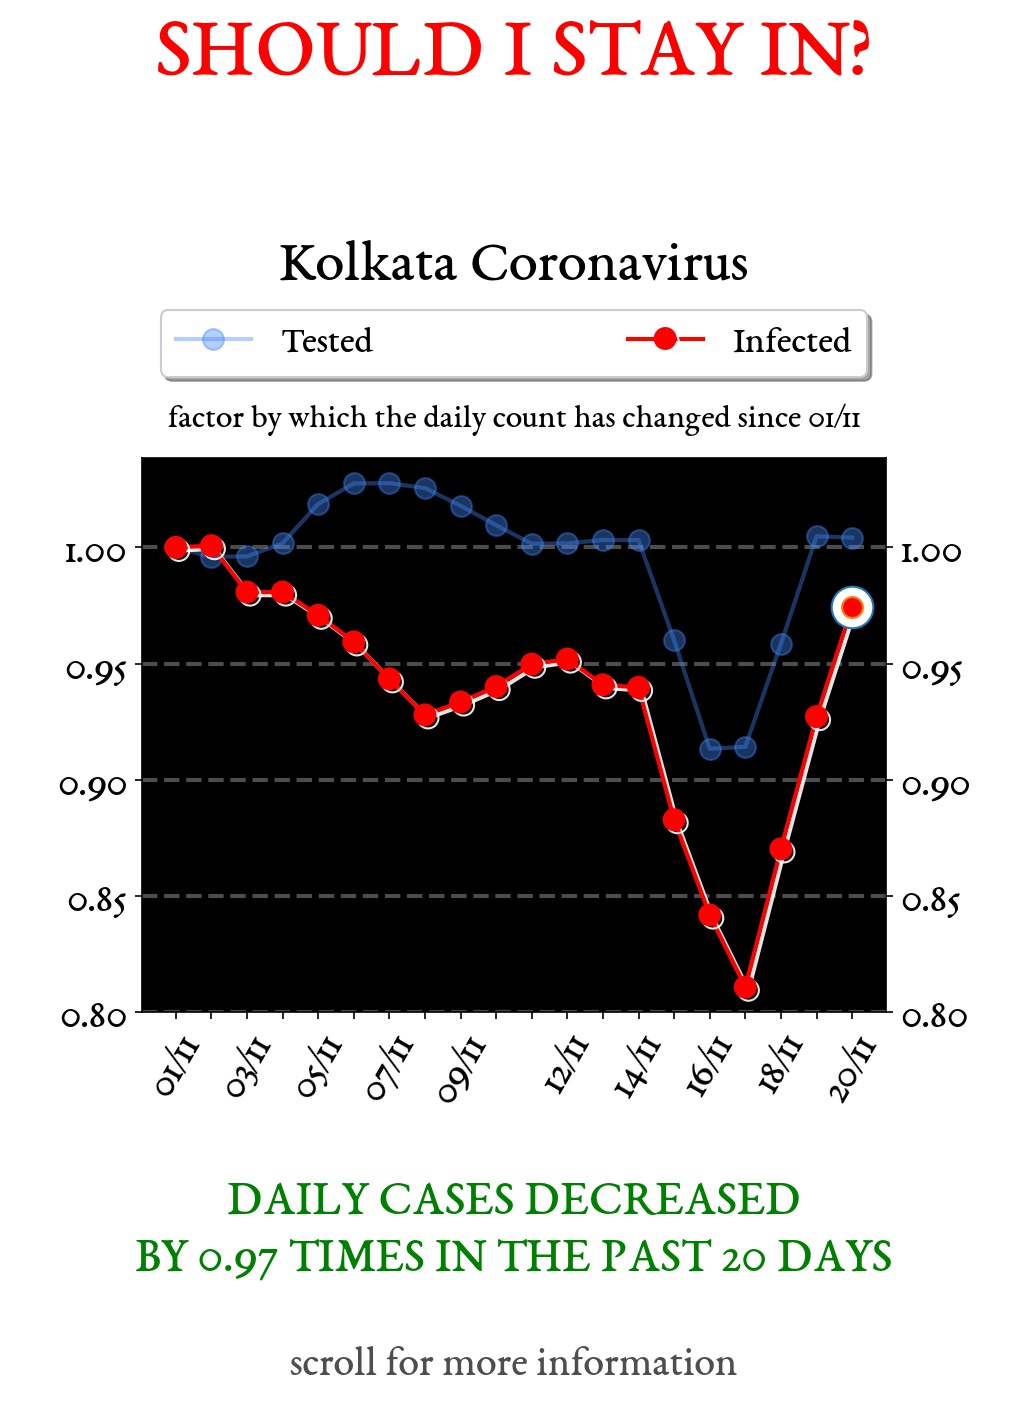 SHOULD I STAY IN?
Kolkata Coronavirus
Tested Infected
factor by which the daily count has changed since 01/11
1.00 1.00
0.95 0.95
0.90 0.90
0.85 0.85
0.80 0.80
01/11 03/11 05/11 07/11 09/11 12/11 14/11 16/11 18/11 20/11
DAILY CASES DECREASED
BY 0.97 TIMES IN THE PAST 20 DAYS
scroll for more information